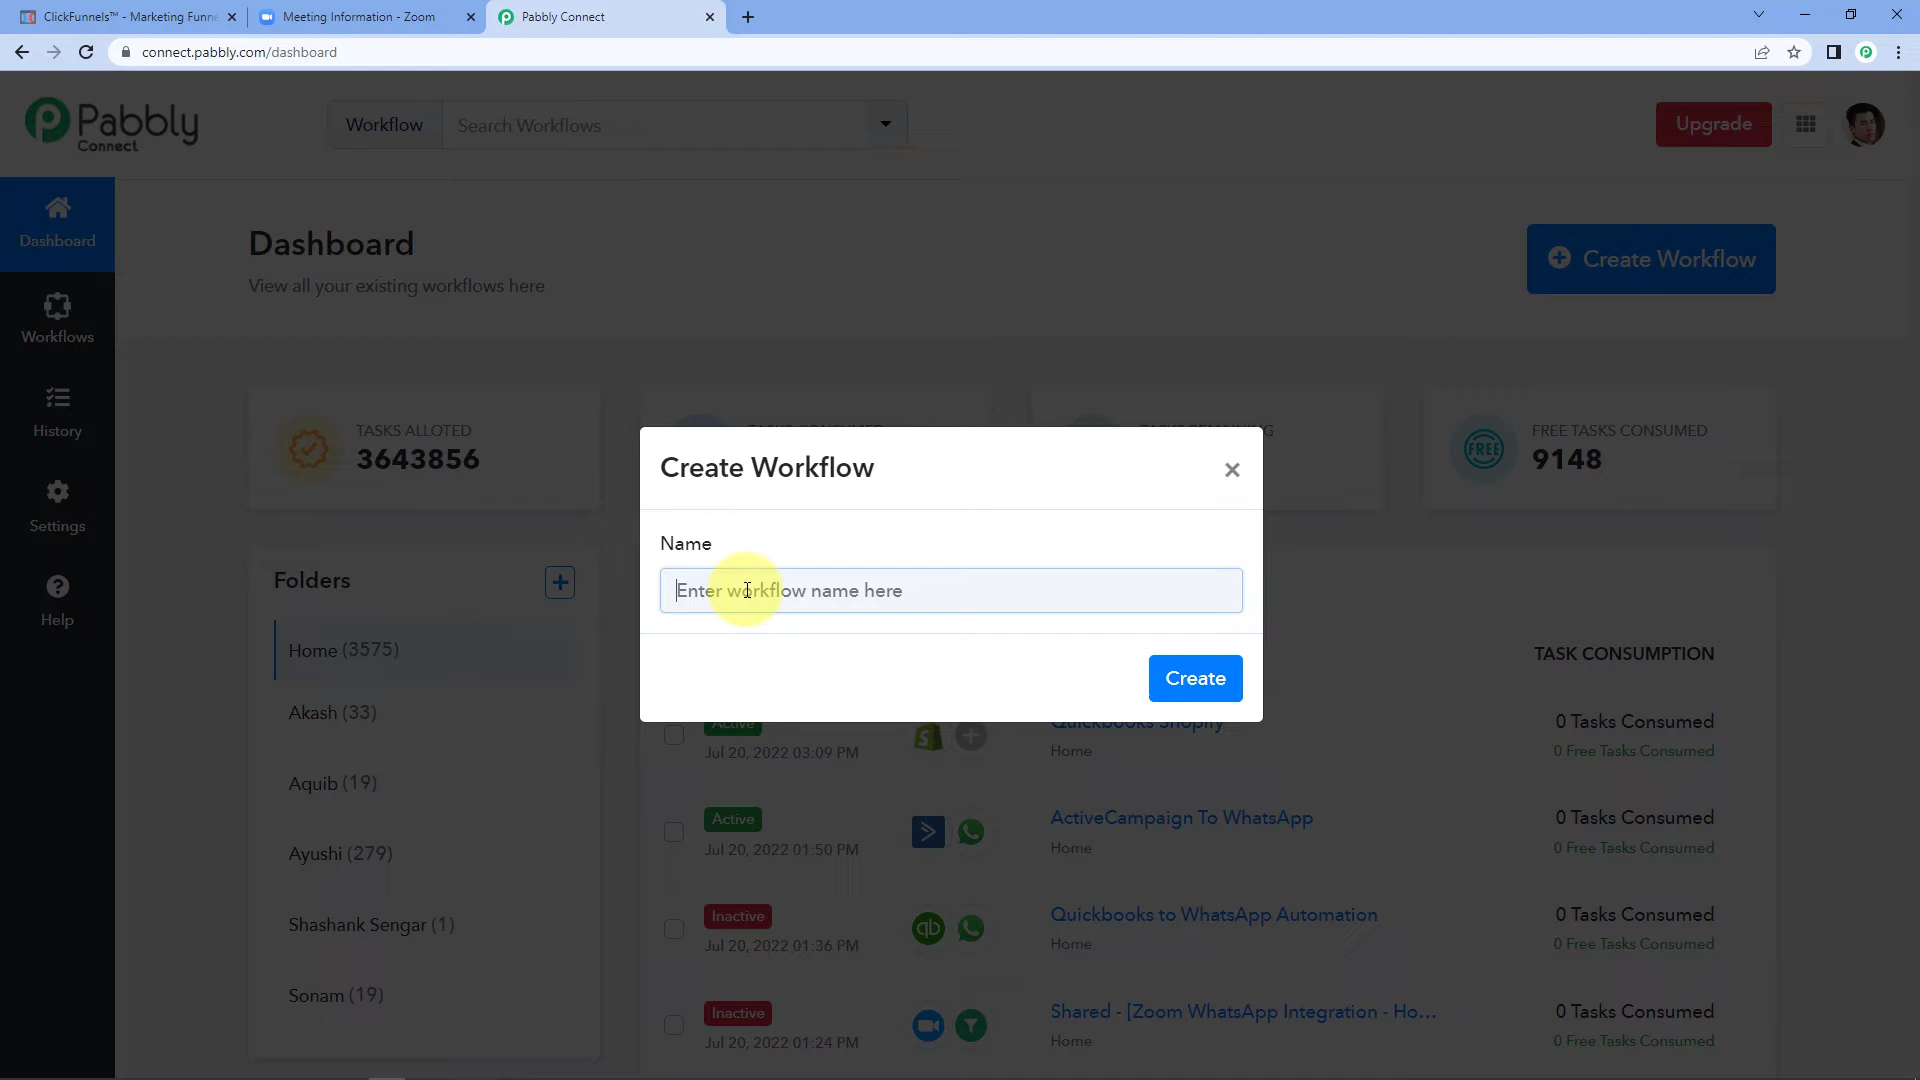 ClickFunnels™ - Marketing Funne
Meeting Information - Zoom
Pabbly Connect
connect.pabbly.com/dashboard
Pabbly
Connect
Workflow
Search Workflows
Upgrade
Dashboard
Workflows
History
Settings
Help
Dashboard
View all your existing workflows here
Create Workflow
TASKS ALLOTED
3643856
FREE
FREE TASKS CONSUMED
9148
Create Workflow
×
Name
Enter workflow name here
Create
Folders
Home (3575)
Akash (33)
Aquib (19)
Ayushi (279)
Shashank Sengar (1)
Sonam (19)
TASK CONSUMPTION
Active
Jul 20, 2022 03:09 PM
Quickbooks Shopify
Home
0 Tasks Consumed
0 Free Tasks Consumed
Active
Jul 20, 2022 01:50 PM
ActiveCampaign To WhatsApp
Home
0 Tasks Consumed
0 Free Tasks Consumed
Inactive
Jul 20, 2022 01:36 PM
qb
Quickbooks to WhatsApp Automation
Home
0 Tasks Consumed
0 Free Tasks Consumed
Inactive
Jul 20, 2022 01:24 PM
Shared - [Zoom WhatsApp Integration - Ho...
Home
0 Tasks Consumed
0 Free Tasks Consumed